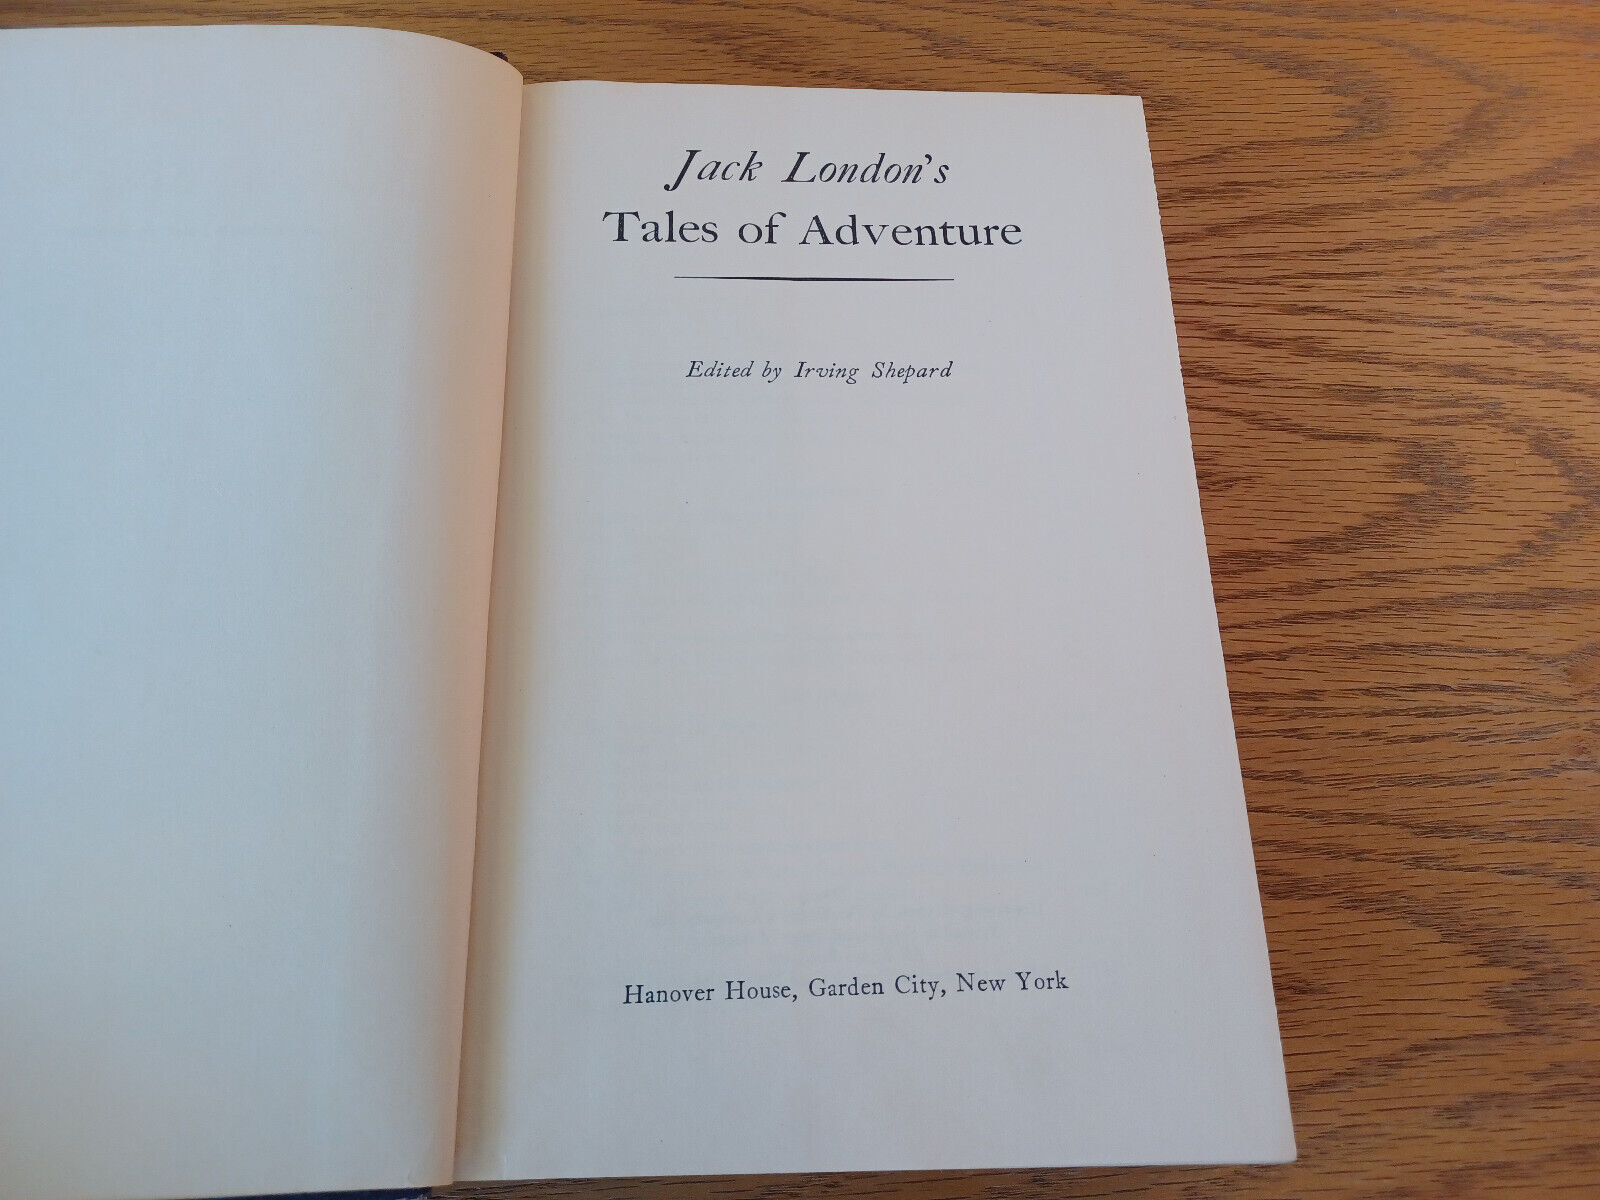 Jack London's
Tales of Adventure
Edited by Irving Shepard
Hanover House, Garden City, New York